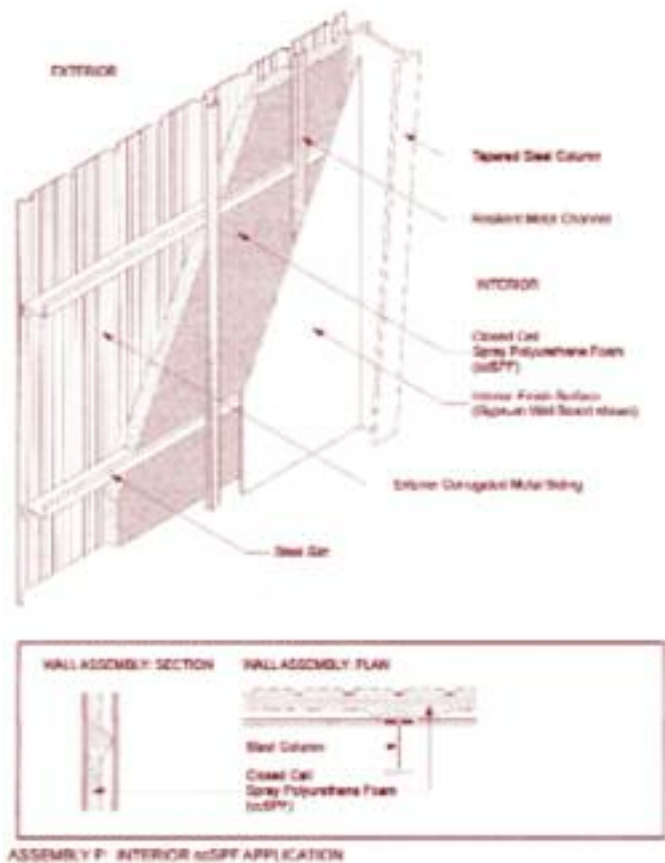 EXTERIOR
Tapered Steel Column
Resilient Metal Channel
INTERIOR
Closed Cell
Spray Polyurethane Foam
(ccSPF)
Interior Finish Surface
(Gypsum Wall Board shown)
Exterior Corrugated Metal Siding
Steel Girt
WALL ASSEMBLY: SECTION
WALL ASSEMBLY: PLAN
Steel Column
Closed Cell
Spray Polyurethane Foam
(ccSPF)
ASSEMBLY P: INTERIOR ccSPF APPLICATION